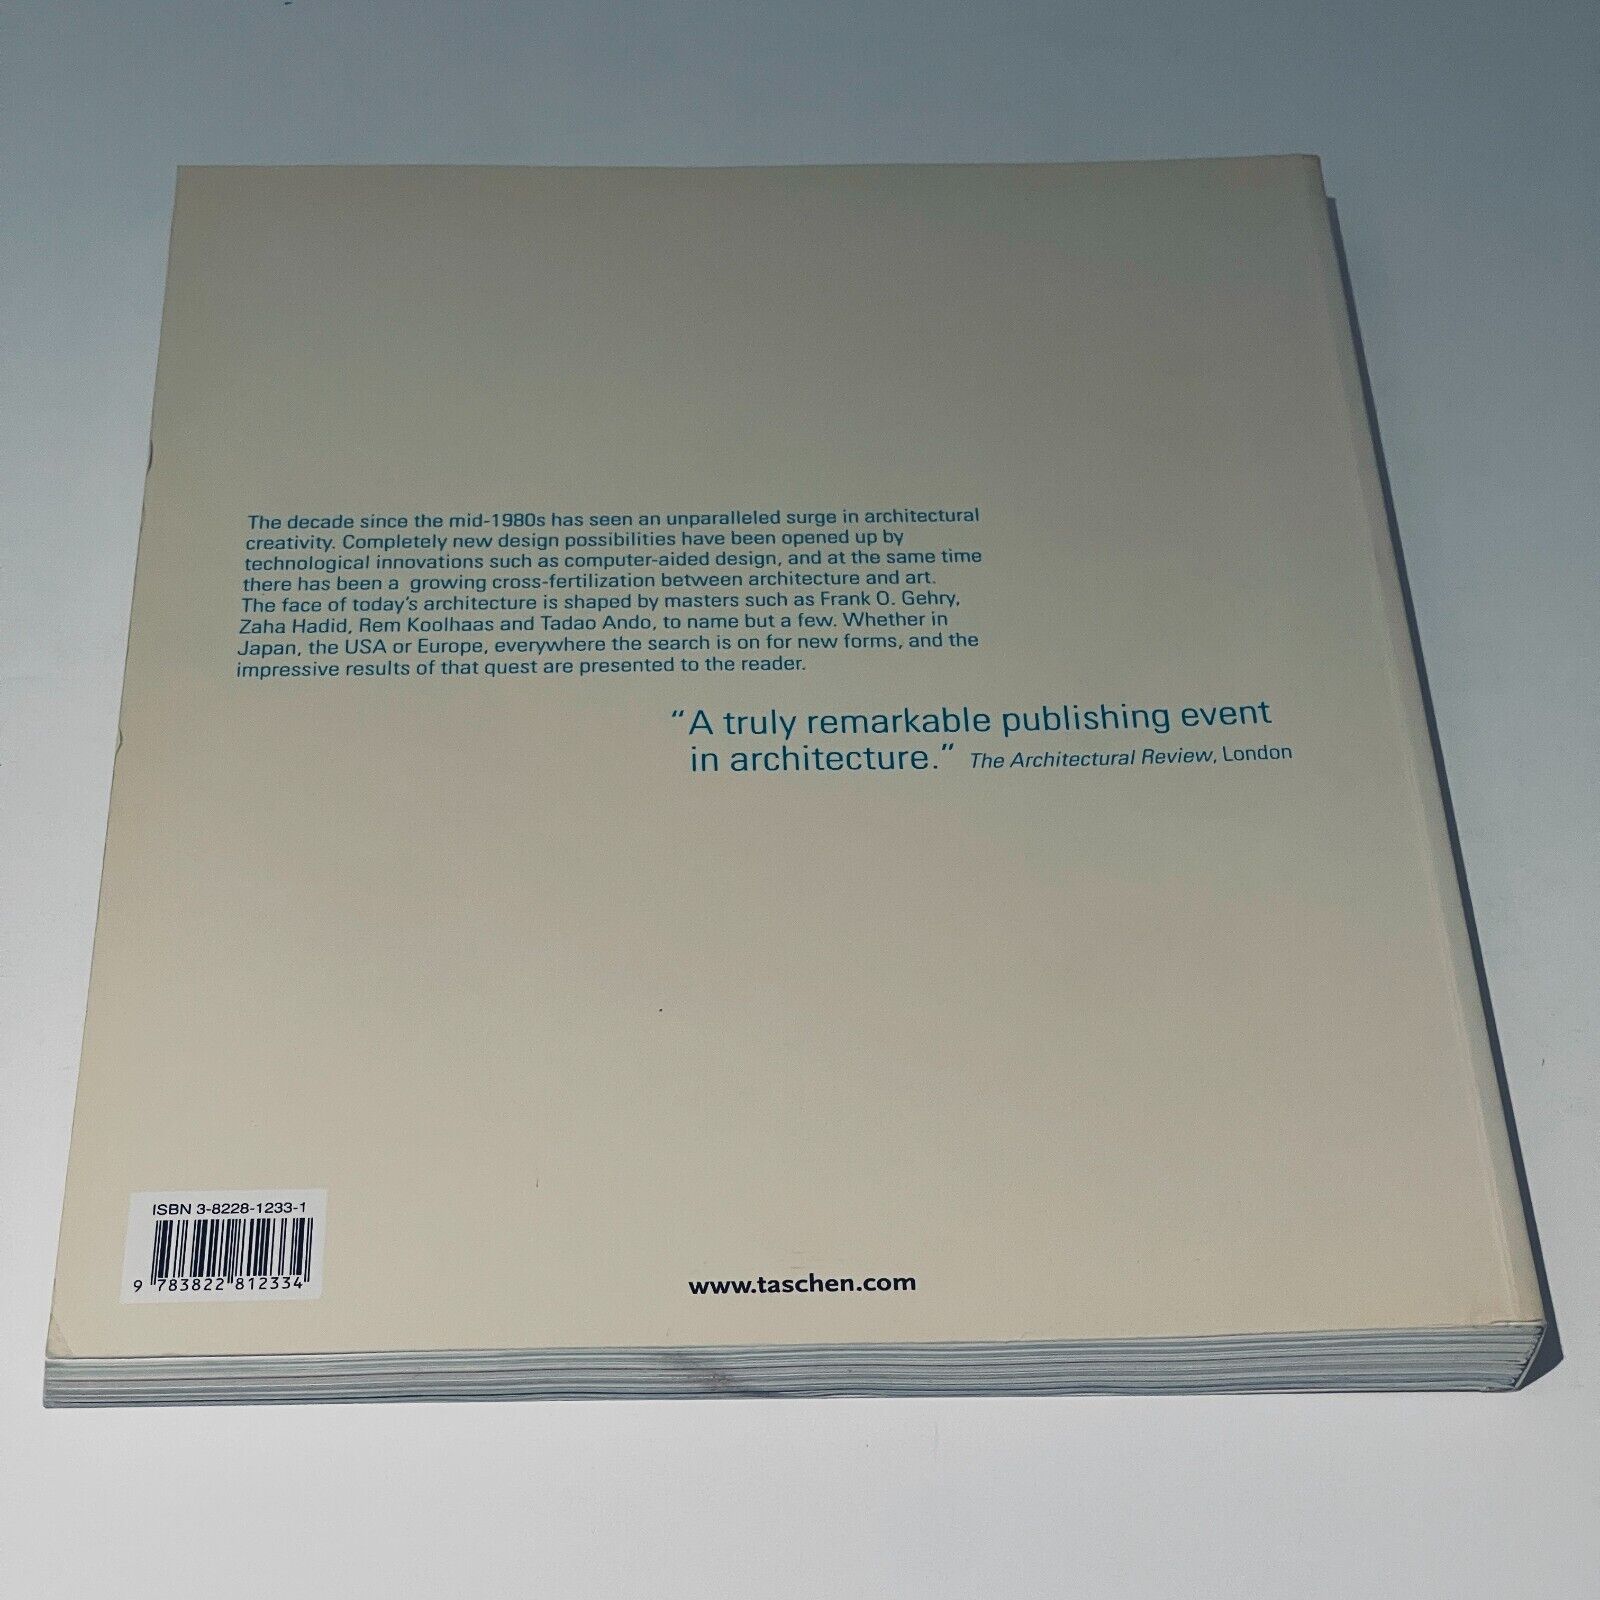 The decade since the mid-1980s has seen an unparalleled surge in architectural
creativity. Completely new design possibilities have been opened up by
technological innovations such as computer-aided design, and at the same time
there has been a growing cross-fertilization between architecture and art.
The face of today's architecture is shaped by masters such as Frank O. Gehry,
Zaha Hadid, Rem Koolhaas and Tadao Ando, to name but a few. Whether in
Japan, the USA or Europe, everywhere the search is on for new forms, and the
impressive results of that quest are presented to the reader.
“A truly remarkable publishing event
in architecture.” The Architectural Review, London
ISBN 3-8228-1233-1
9 783822 812334
www.taschen.com